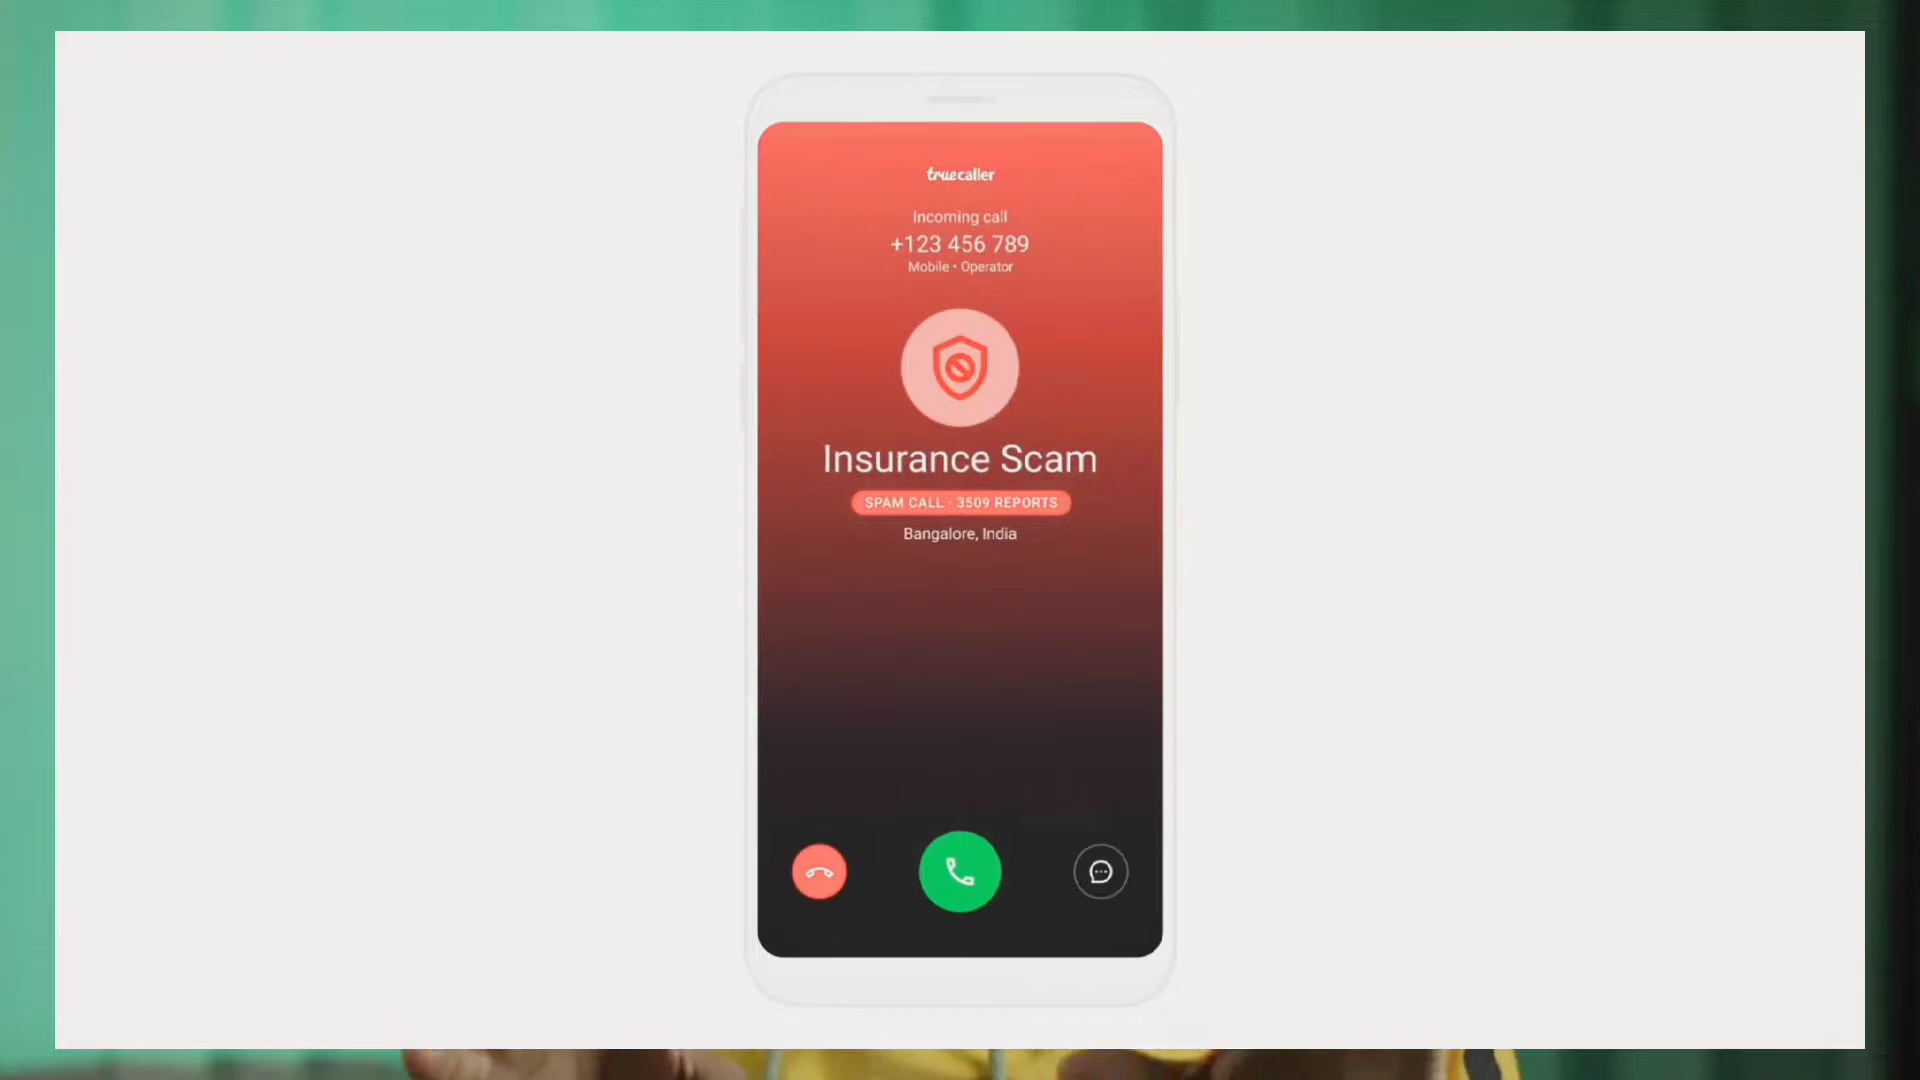 truecaller
Incoming call
+123 456 789
Mobile • Operator
Insurance Scam
SPAM CALL · 3509 REPORTS
Bangalore, India